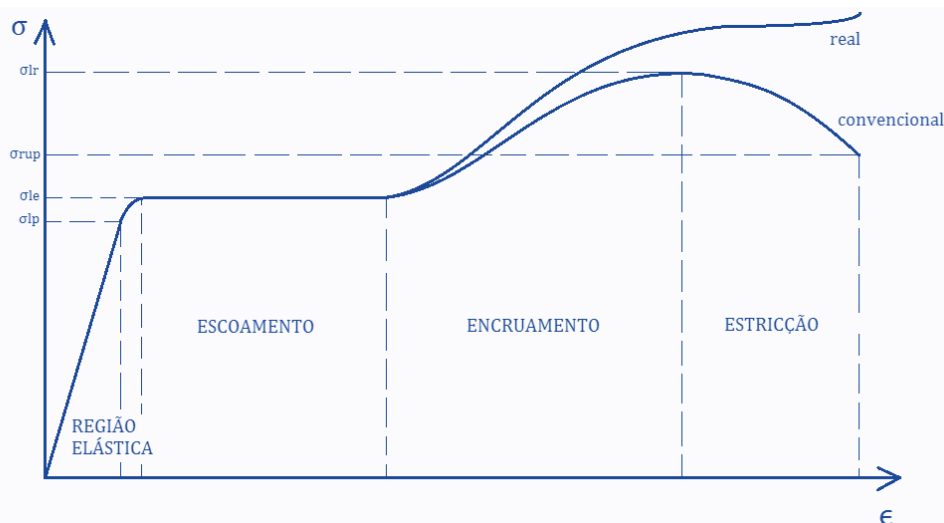 σ
real
σlr
convencional
σrup
σle
σlp
ESCOAMENTO
ENCRUAMENTO
ESTRICÇÃO
REGIÃO
ELÁSTICA
ϵ